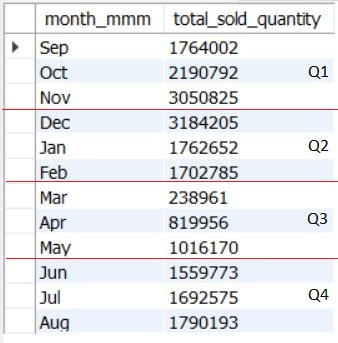 month_mmm total_sold_quantity
Sep 1764002
Oct 2190792 Q1
Nov 3050825
Dec 3184205
Jan 1762652 Q2
Feb 1702785
Mar 238961
Apr 819956 Q3
May 1016170
Jun 1559773
Jul 1692575 Q4
Aug 1790193